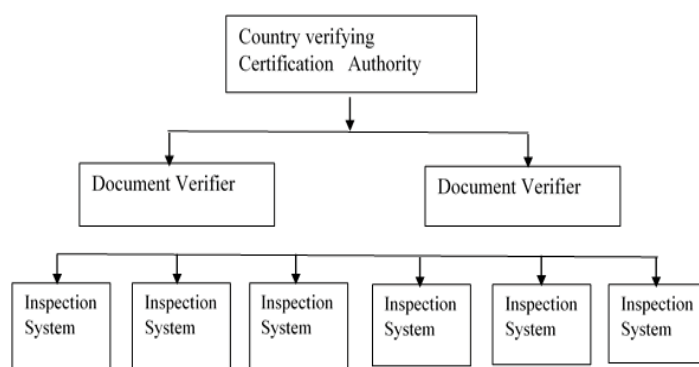 Country verifying
Certification Authority
Document Verifier
Document Verifier
Inspection
System
Inspection
System
Inspection
System
Inspection
System
Inspection
System
Inspection
System